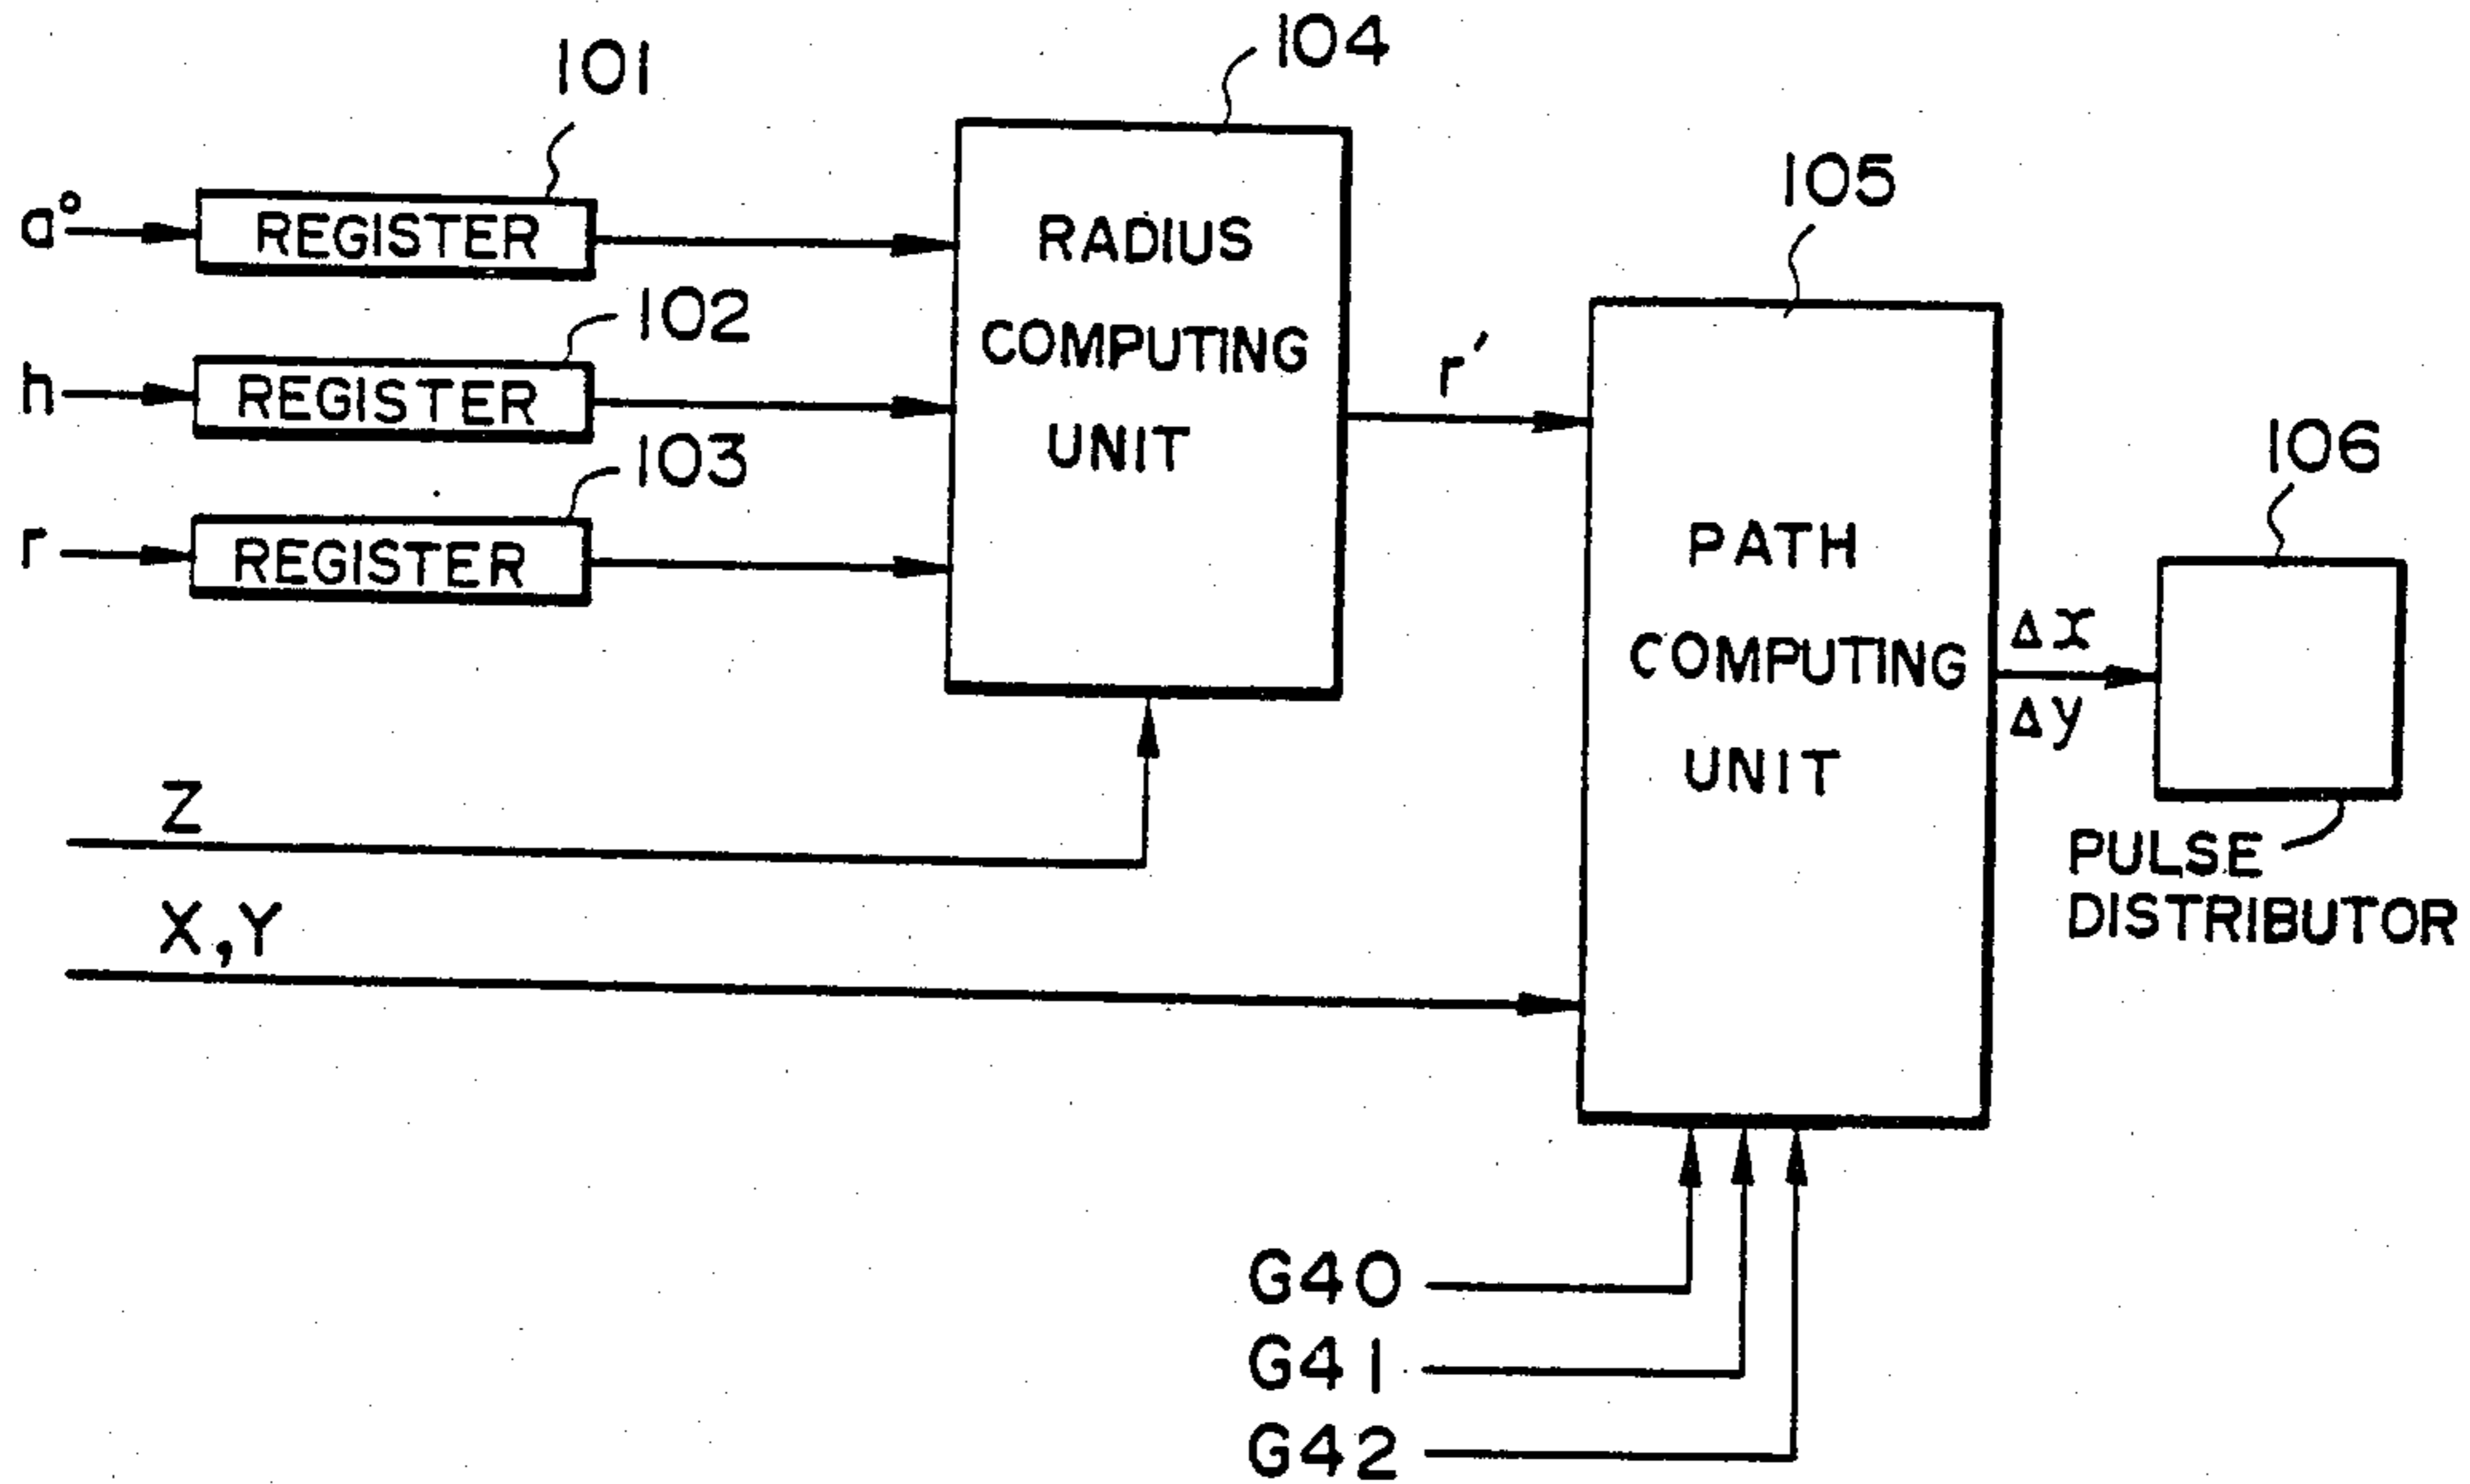 104
101
105
a°
REGISTER
RADIUS
COMPUTING
UNIT
102
h
REGISTER
r'
103
106
r
REGISTER
PATH
COMPUTING
UNIT
Δx
Δy
Z
PULSE
DISTRIBUTOR
X,Y
G40
G41
G42